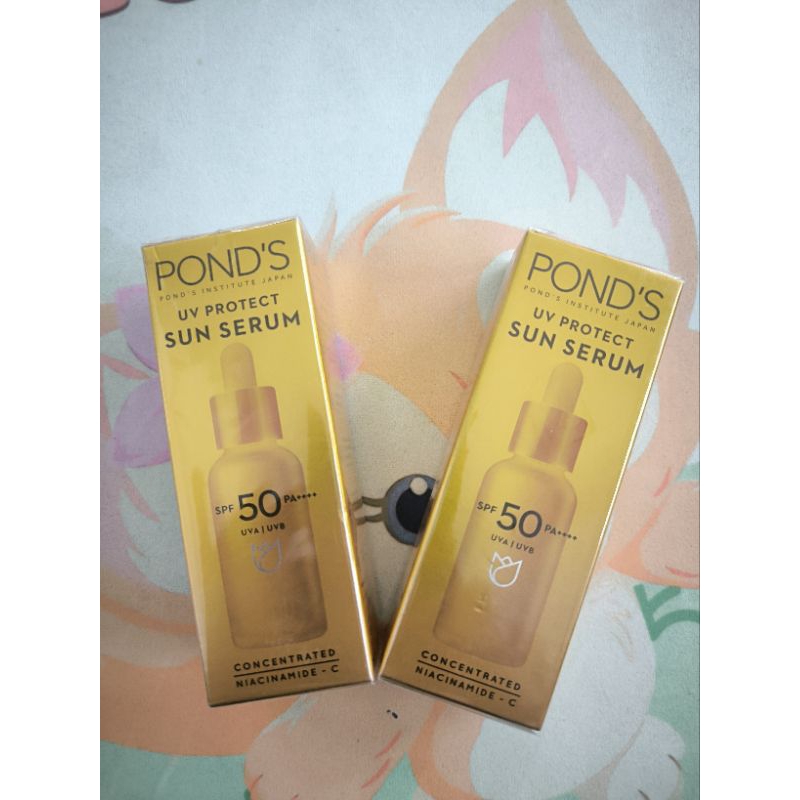 POND'S
POND'S INSTITUTE JAPAN
UV PROTECT
SUN SERUM
SPF 50 PA++++
UVA | UVB
CONCENTRATED
NIACINAMIDE - C
POND'S
POND'S INSTITUTE JAPAN
UV PROTECT
SUN SERUM
SPF 50 PA++++
UVA | UVB
CONCENTRATED
NIACINAMIDE - C